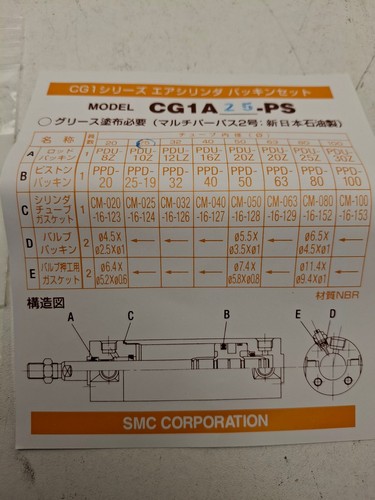 CG1シリーズ エアシリンダ パッキンセット
MODEL CG1A25-PS
○グリース塗布必要(マルチパーパス2号:新日本石油製)
名称 員数 チューブ内径(φ)
20 25 32 40 50 63 80 100
A ロッドパッキン 1 PDU-8Z PDU-10Z PDU-12LZ PDU-16Z PDU-20Z PDU-20Z PDU-25Z PDU-30Z
B ピストンパッキン 1 PPD-20 PPD-25-19 PPD-32 PPD-40 PPD-50 PPD-63 PPD-80 PPD-100
C シリンダチューブガスケット 2 CM-020-16-123 CM-025-16-124 CM-032-16-126 CM-040-16-127 CM-050-16-128 CM-063-16-129 CM-080-16-152 CM-100-16-153
D バルブパッキン 2 ø4.5×ø2.5×ø1 ← ← ← ø5.5×ø3.5×ø1 ← ø6.5×ø4.5×ø1 ←
E バルブ押工用ガスケット 2 ø6.4×ø5.2×ø0.6 ← ← ← ø7.4×ø5.8×ø0.8 ← ø11.4×ø9.4×ø1 ←
材質NBR
構造図
A C B E D
SMC CORPORATION